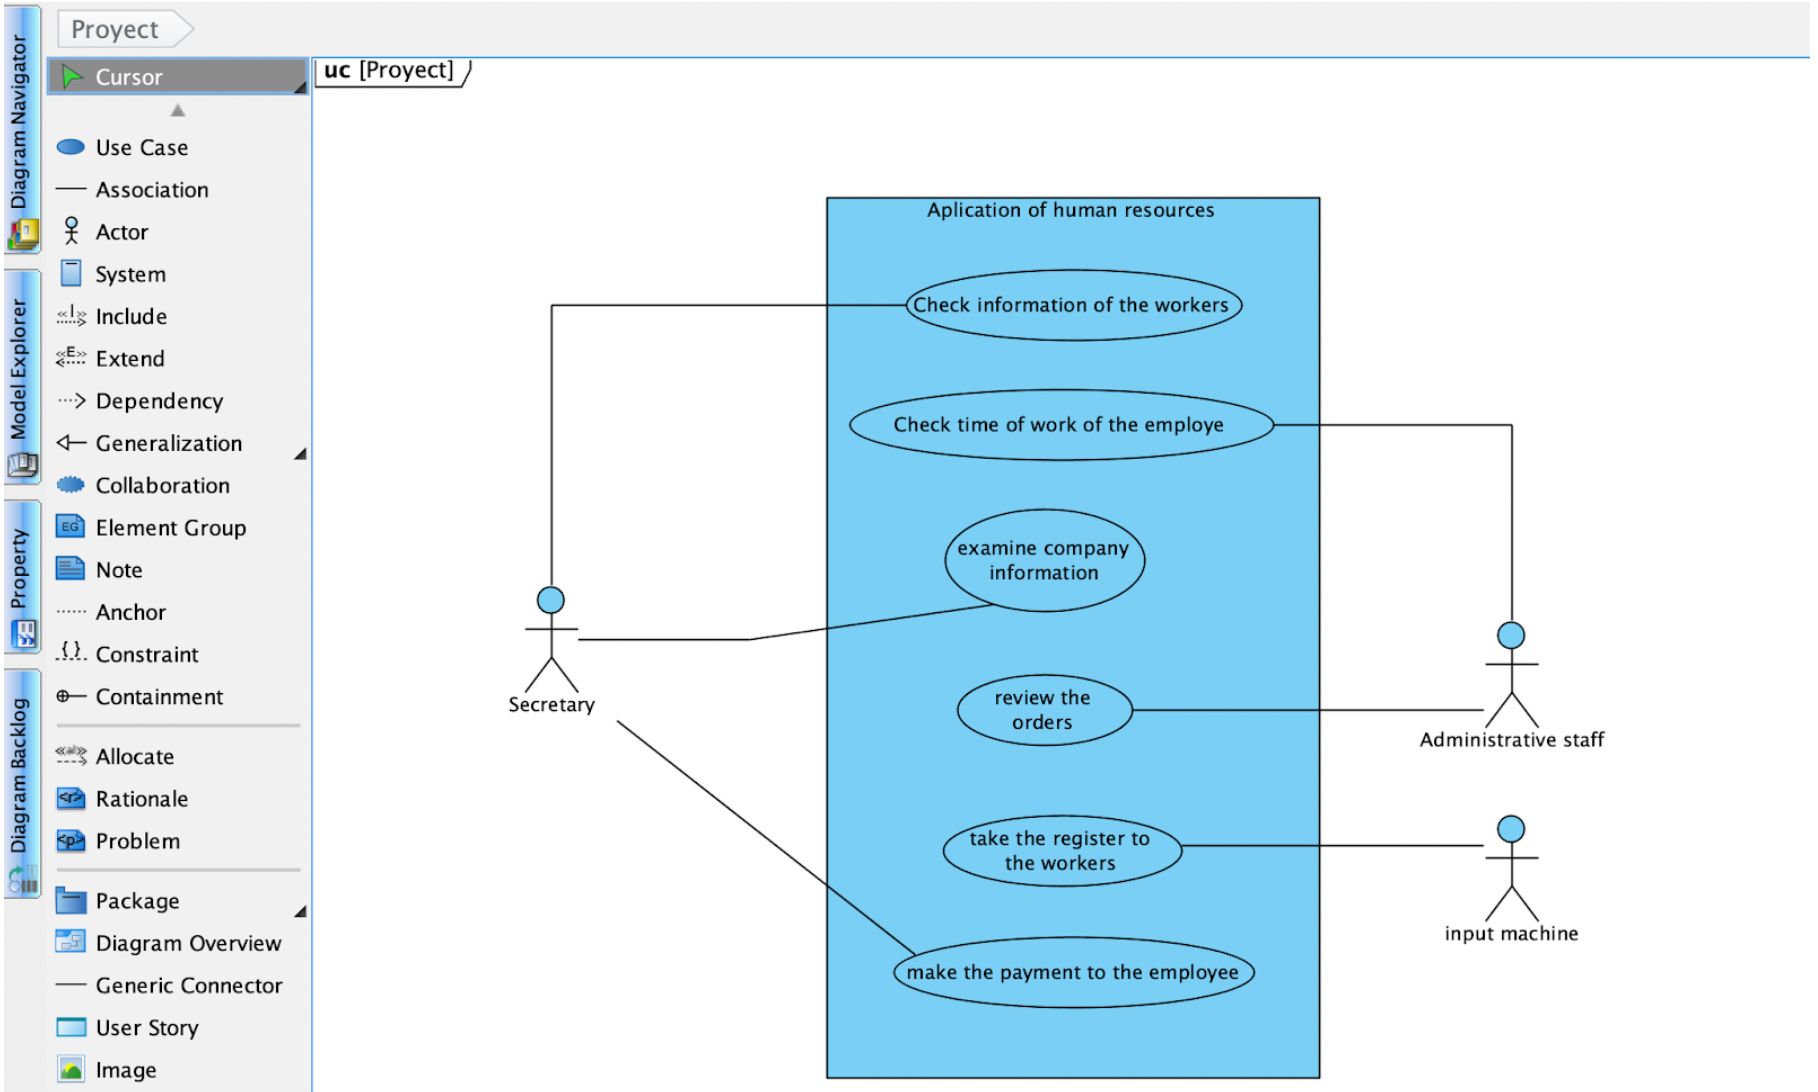 Proyect
Diagram Navigator
Model Explorer
Property
Diagram Backlog
Cursor
Use Case
Association
Actor
System
<<I>> Include
<<E>> Extend
Dependency
Generalization
Collaboration
EG Element Group
Note
Anchor
{} Constraint
Containment
Allocate
<r> Rationale
<p> Problem
Package
Diagram Overview
Generic Connector
User Story
Image
uc [Proyect]
Aplication of human resources
Check information of the workers
Check time of work of the employe
examine company
information
Secretary
review the
orders
Administrative staff
take the register to
the workers
input machine
make the payment to the employee